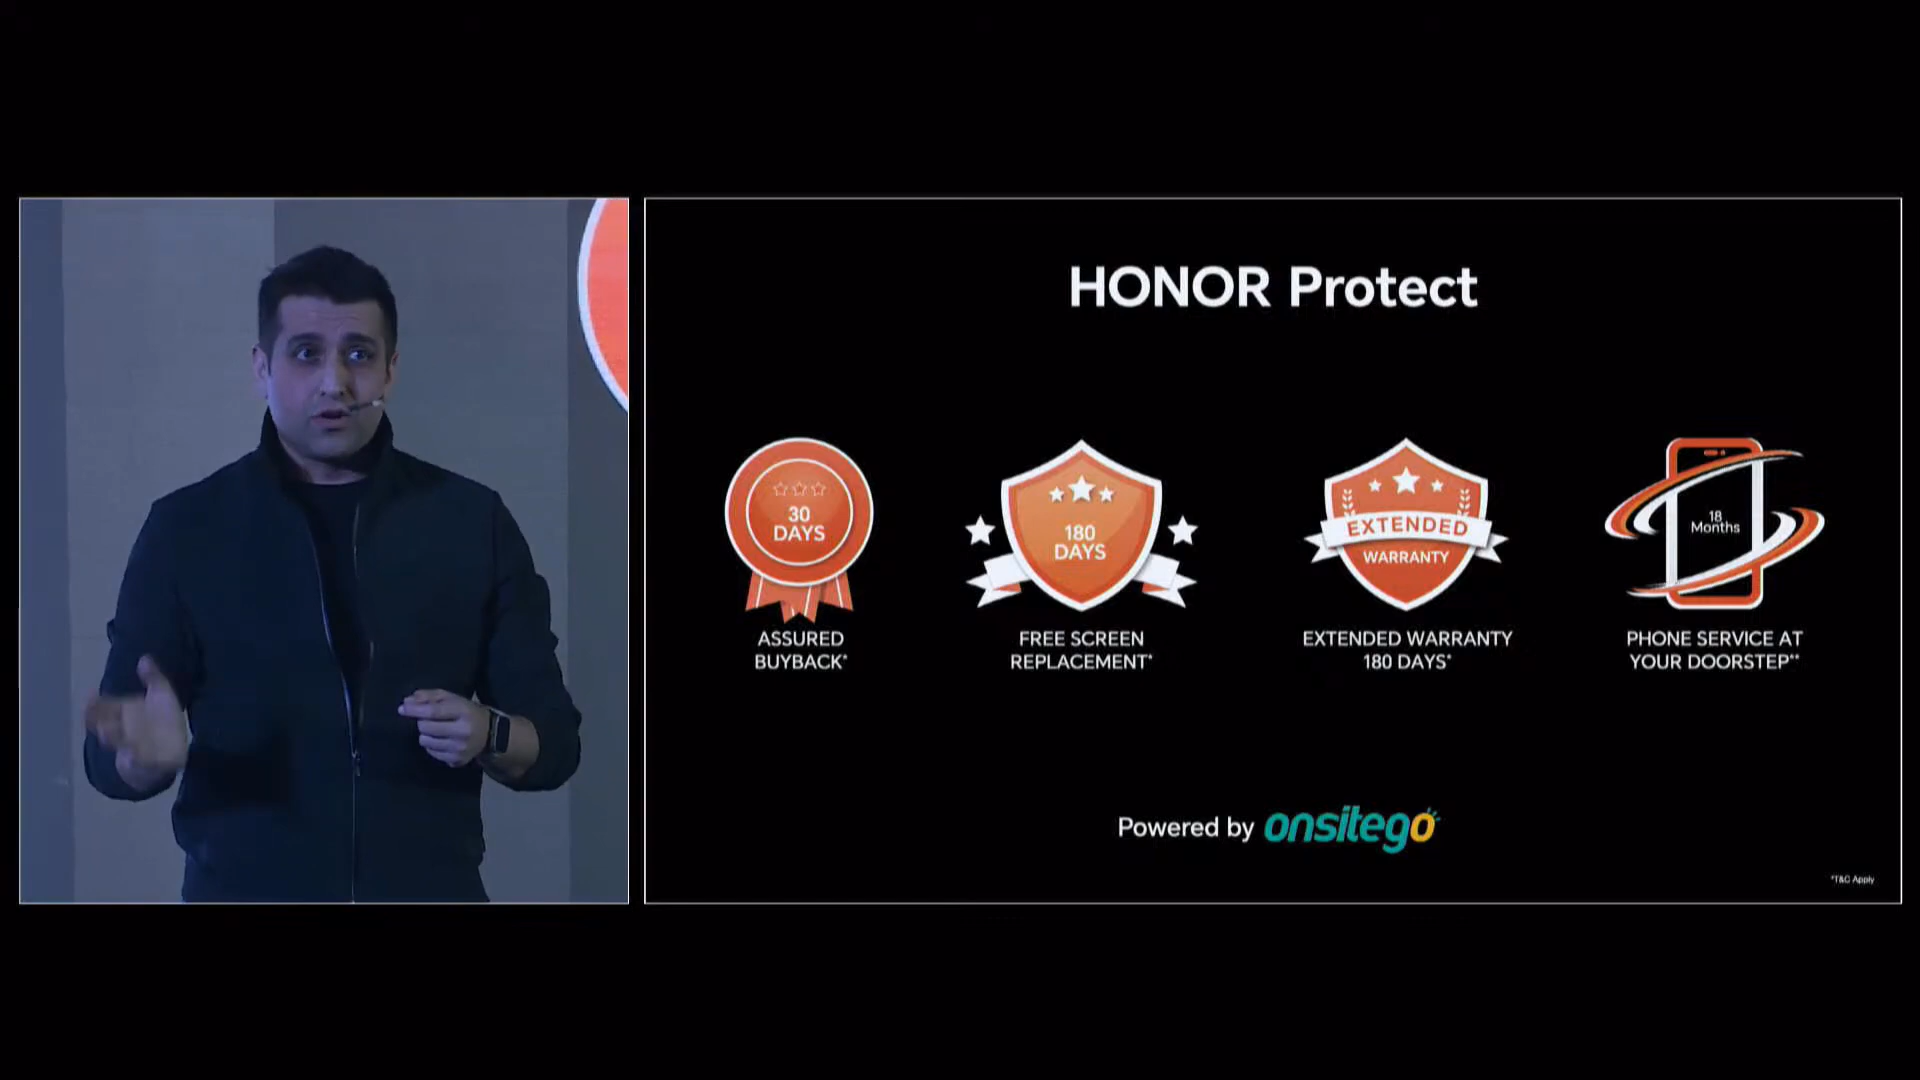 HONOR Protect
30
DAYS
180
DAYS
EXTENDED
WARRANTY
18
Months
ASSURED
BUYBACK*
FREE SCREEN
REPLACEMENT*
EXTENDED WARRANTY
180 DAYS*
PHONE SERVICE AT
YOUR DOORSTEP**
Powered by onsitego
*T&C Apply